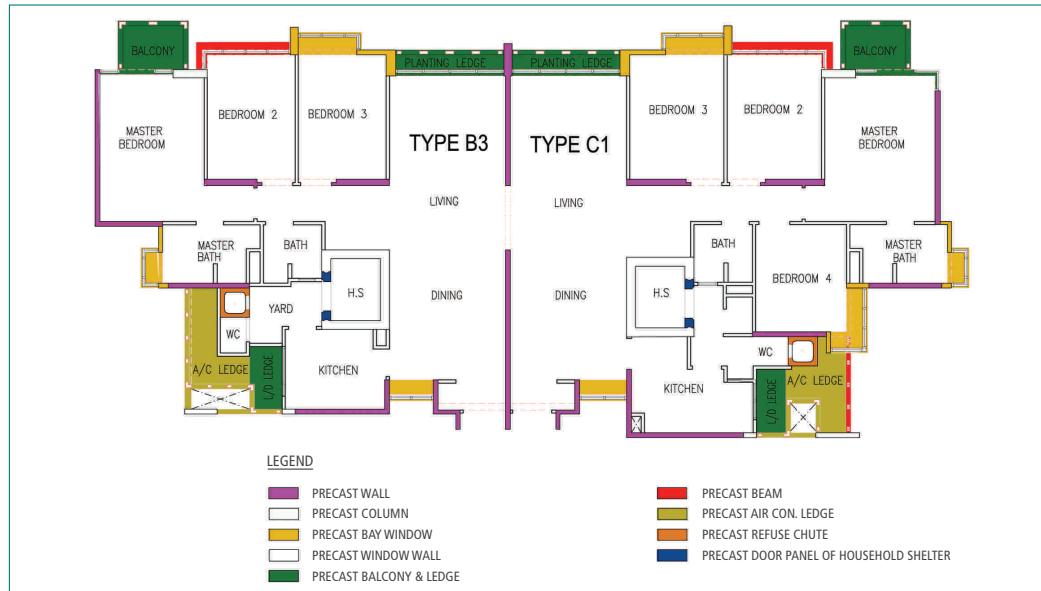 BALCONY
PLANTING LEDGE
PLANTING LEDGE
BALCONY
BEDROOM 2
BEDROOM 3
BEDROOM 3
BEDROOM 2
MASTER
BEDROOM
TYPE B3
TYPE C1
MASTER
BEDROOM
LIVING
LIVING
MASTER
BATH
BATH
BATH
MASTER
BATH
H.S
DINING
DINING
H.S
BEDROOM 4
YARD
WC
WC
A/C LEDGE
L/D LEDGE
KITCHEN
KITCHEN
L/D LEDGE
A/C LEDGE
LEGEND
PRECAST WALL
PRECAST COLUMN
PRECAST BAY WINDOW
PRECAST WINDOW WALL
PRECAST BALCONY & LEDGE
PRECAST BEAM
PRECAST AIR CON. LEDGE
PRECAST REFUSE CHUTE
PRECAST DOOR PANEL OF HOUSEHOLD SHELTER